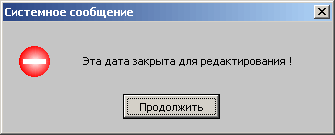 Системное сообщение
Эта дата закрыта для редактирования !
Продолжить